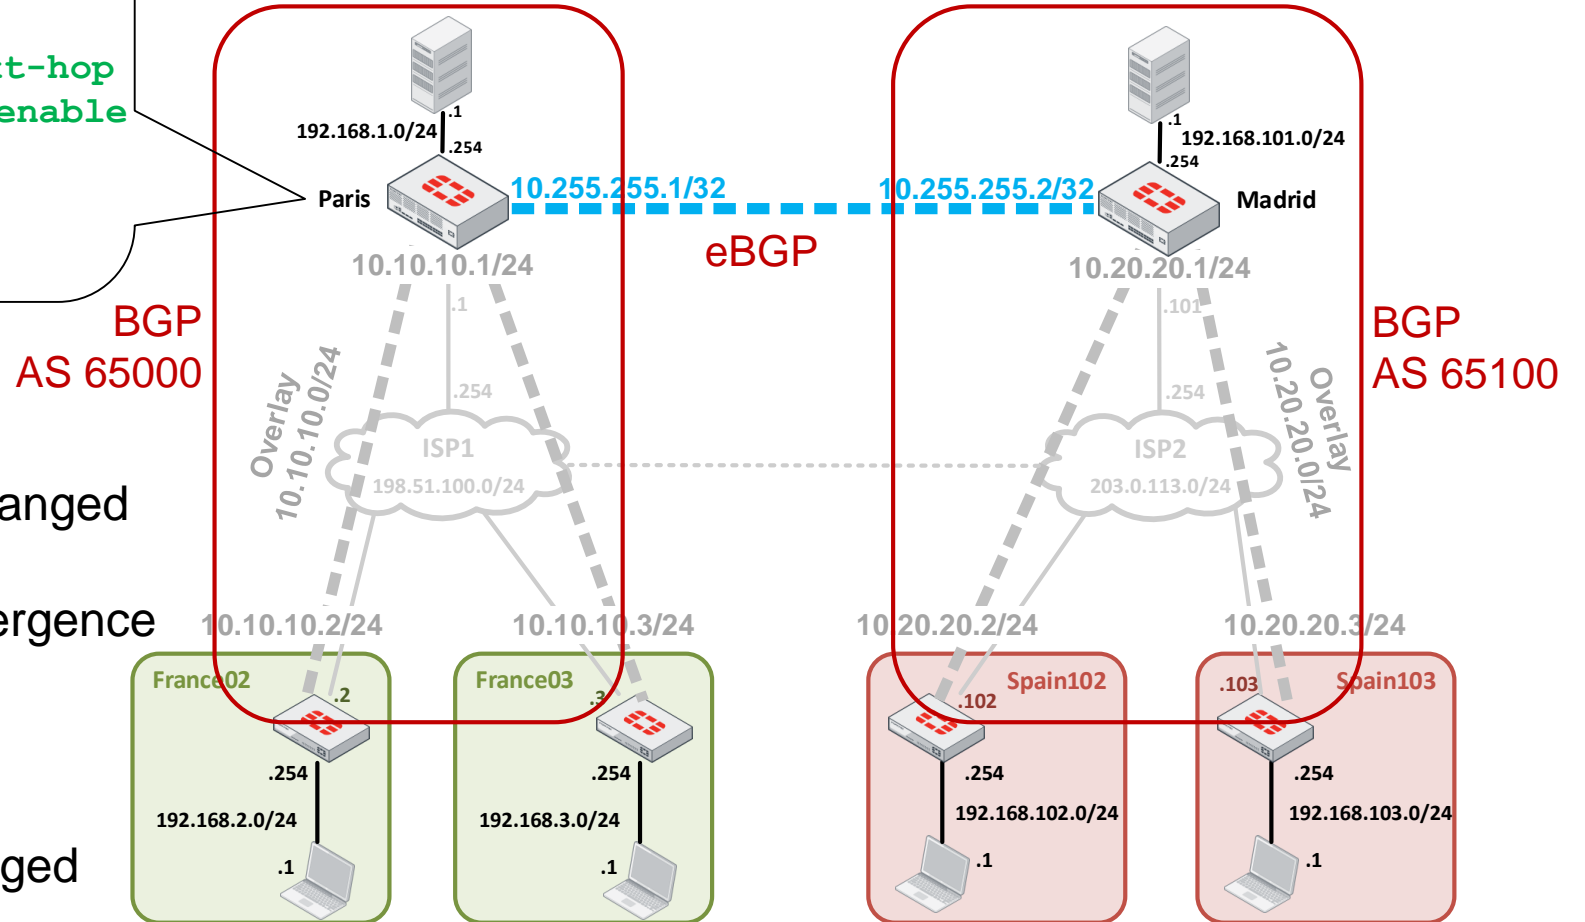 t-hop
enable
.1
192.168.1.0/24
.254
Paris
10.255.255.1/32
10.255.255.2/32
.1
192.168.101.0/24
.254
Madrid
eBGP
10.10.10.1/24
10.20.20.1/24
BGP
AS 65000
BGP
AS 65100
.1
.101
.254
.254
Overlay
10.10.10.0/24
Overlay
10.20.20.0/24
ISP1
198.51.100.0/24
ISP2
203.0.113.0/24
anged
ergence
10.10.10.2/24
10.10.10.3/24
10.20.20.2/24
10.20.20.3/24
France02
.2
France03
.3
Spain102
.102
Spain103
.103
.254
192.168.2.0/24
.1
.254
192.168.3.0/24
.1
.254
192.168.102.0/24
.1
.254
192.168.103.0/24
.1
ged